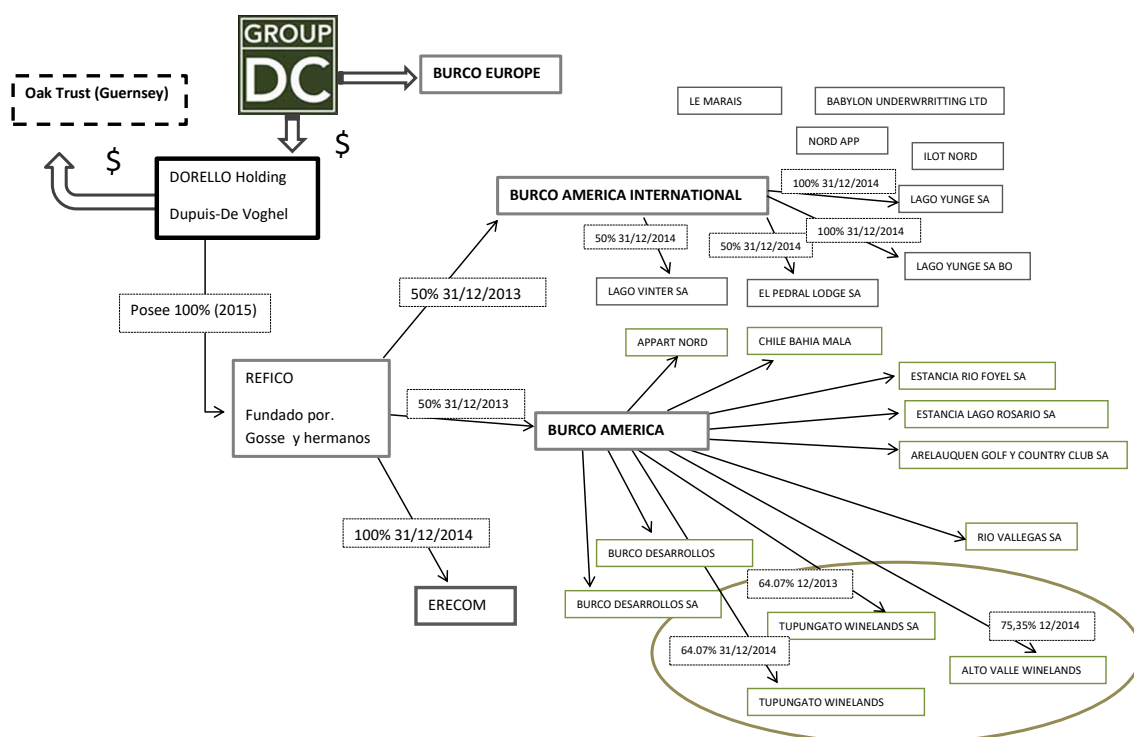 GROUP
DC
BURCO EUROPE
Oak Trust (Guernsey)
$
$
DORELLO Holding
Dupuis-De Voghel
LE MARAIS
BABYLON UNDERWRRITTING LTD
NORD APP
ILOT NORD
BURCO AMERICA INTERNATIONAL
100% 31/12/2014
LAGO YUNGE SA
50% 31/12/2014
50% 31/12/2014
100% 31/12/2014
LAGO YUNGE SA BO
LAGO VINTER SA
EL PEDRAL LODGE SA
Posee 100% (2015)
50% 31/12/2013
APPART NORD
CHILE BAHIA MALA
REFICO
Fundado por.
Gosse y hermanos
50% 31/12/2013
BURCO AMERICA
ESTANCIA RIO FOYEL SA
ESTANCIA LAGO ROSARIO SA
ARELAUQUEN GOLF Y COUNTRY CLUB SA
100% 31/12/2014
RIO VALLEGAS SA
BURCO DESARROLLOS
ERECOM
BURCO DESARROLLOS SA
64.07% 12/2013
TUPUNGATO WINELANDS SA
75,35% 12/2014
64.07% 31/12/2014
ALTO VALLE WINELANDS
TUPUNGATO WINELANDS